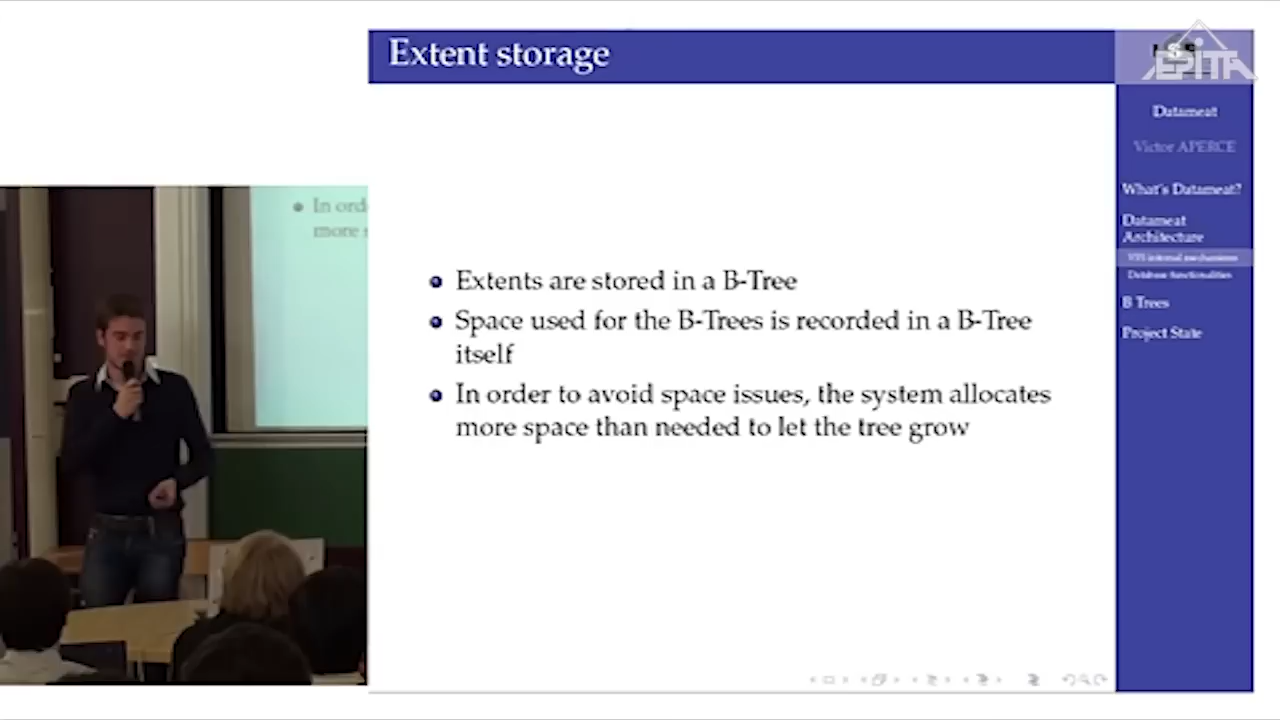 Extent storage
EPITA
Datameat
Victor APERCE
What's Datameat?
Datameat
Architecture
VFS internal mechanisms
Database functionalities
B Trees
Project State
• In ord
more
• Extents are stored in a B-Tree
• Space used for the B-Trees is recorded in a B-Tree
itself
• In order to avoid space issues, the system allocates
more space than needed to let the tree grow